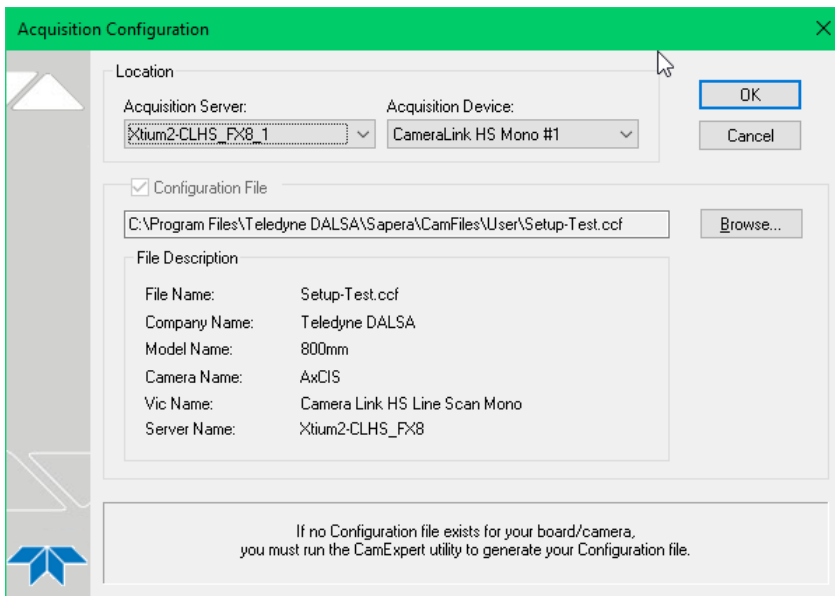 Acquisition Configuration
Location
Acquisition Server:
Xtium2-CLHS_FX8_1
Acquisition Device:
CameraLink HS Mono #1
OK
Cancel
Configuration File
C:\Program Files\Teledyne DALSA\Sapera\CamFiles\User\Setup-Test.ccf
Browse...
File Description
File Name: Setup-Test.ccf
Company Name: Teledyne DALSA
Model Name: 800mm
Camera Name: AxCIS
Vic Name: Camera Link HS Line Scan Mono
Server Name: Xtium2-CLHS_FX8
If no Configuration file exists for your board/camera,
you must run the CamExpert utility to generate your Configuration file.